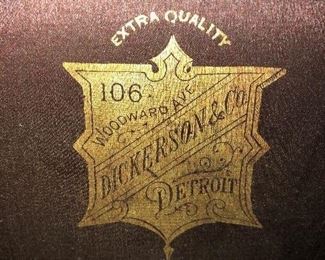 EXTRA QUALITY
106
WOODWARD AVE.
DICKERSON & CO.
DETROIT